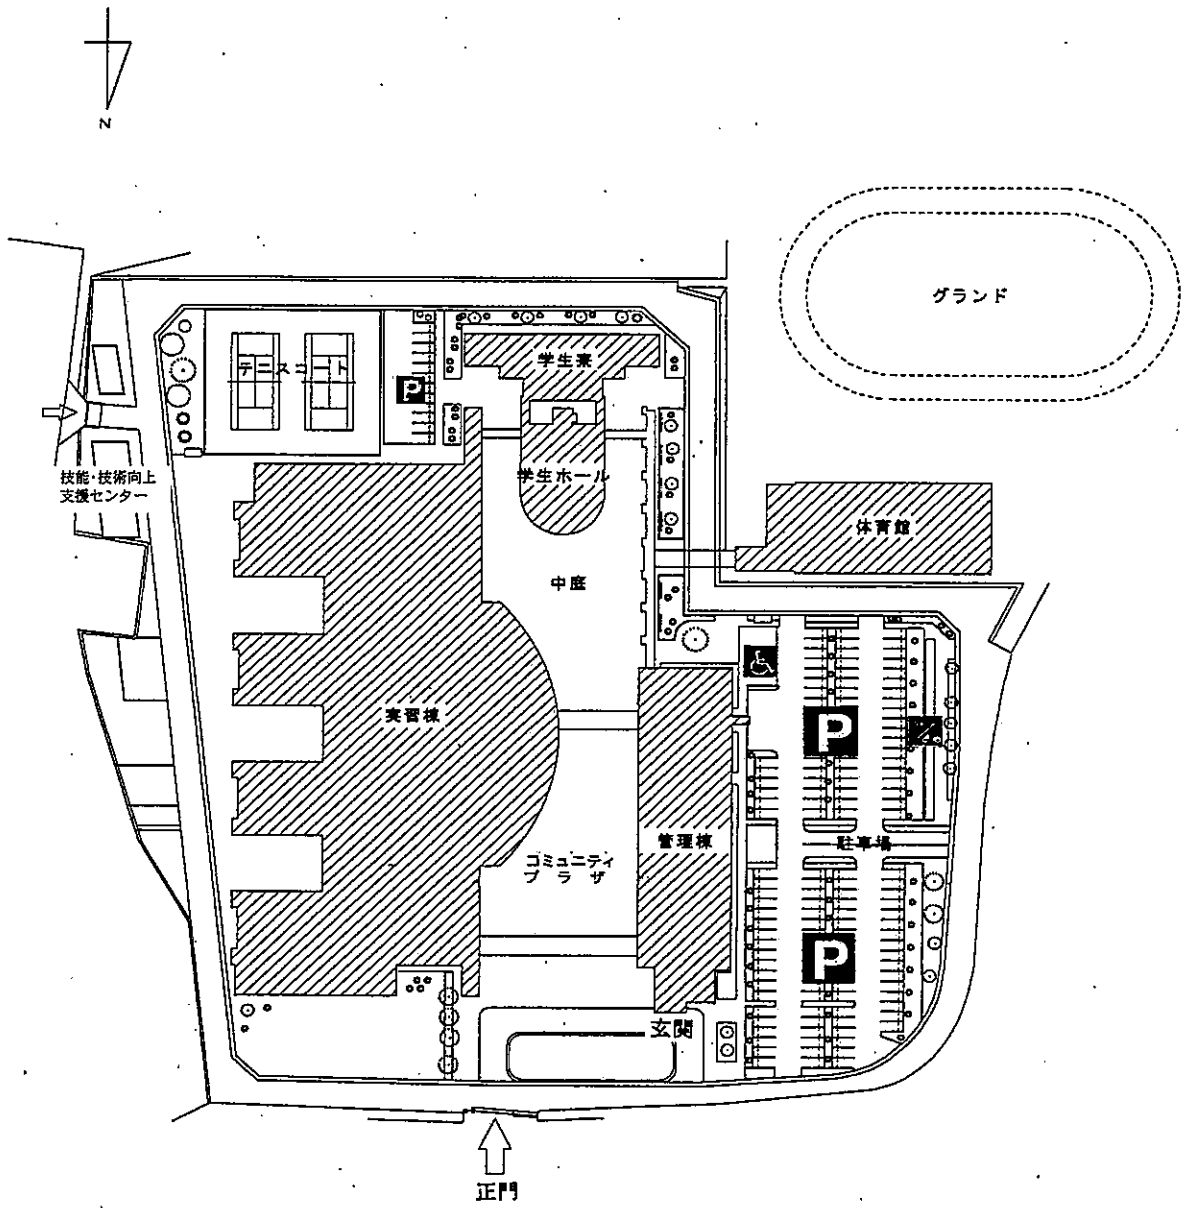 N
グランド
学生寮
テニスコート
P
技能・技術向上
支援センター
学生ホール
体育館
中庭
実習棟
P
管理棟
駐車場
コミュニティ
プラザ
P
玄関
正門